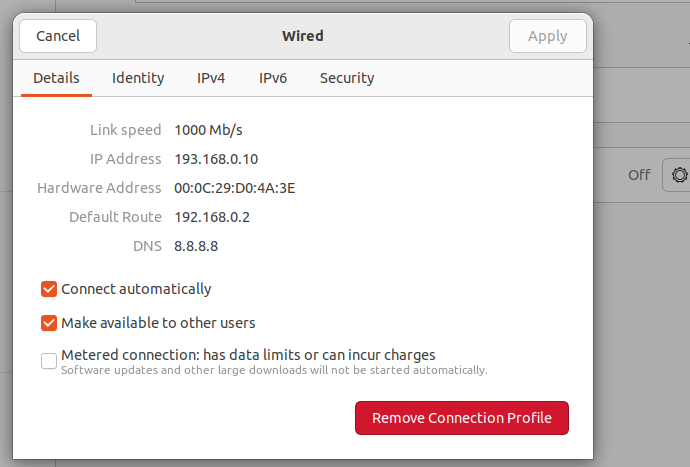 Cancel
Wired
Apply
Details
Identity
IPv4
IPv6
Security
Link speed 1000 Mb/s
IP Address 193.168.0.10
Hardware Address 00:0C:29:D0:4A:3E
Default Route 192.168.0.2
DNS 8.8.8.8
Connect automatically
Make available to other users
Metered connection: has data limits or can incur charges
Software updates and other large downloads will not be started automatically.
Remove Connection Profile
Off